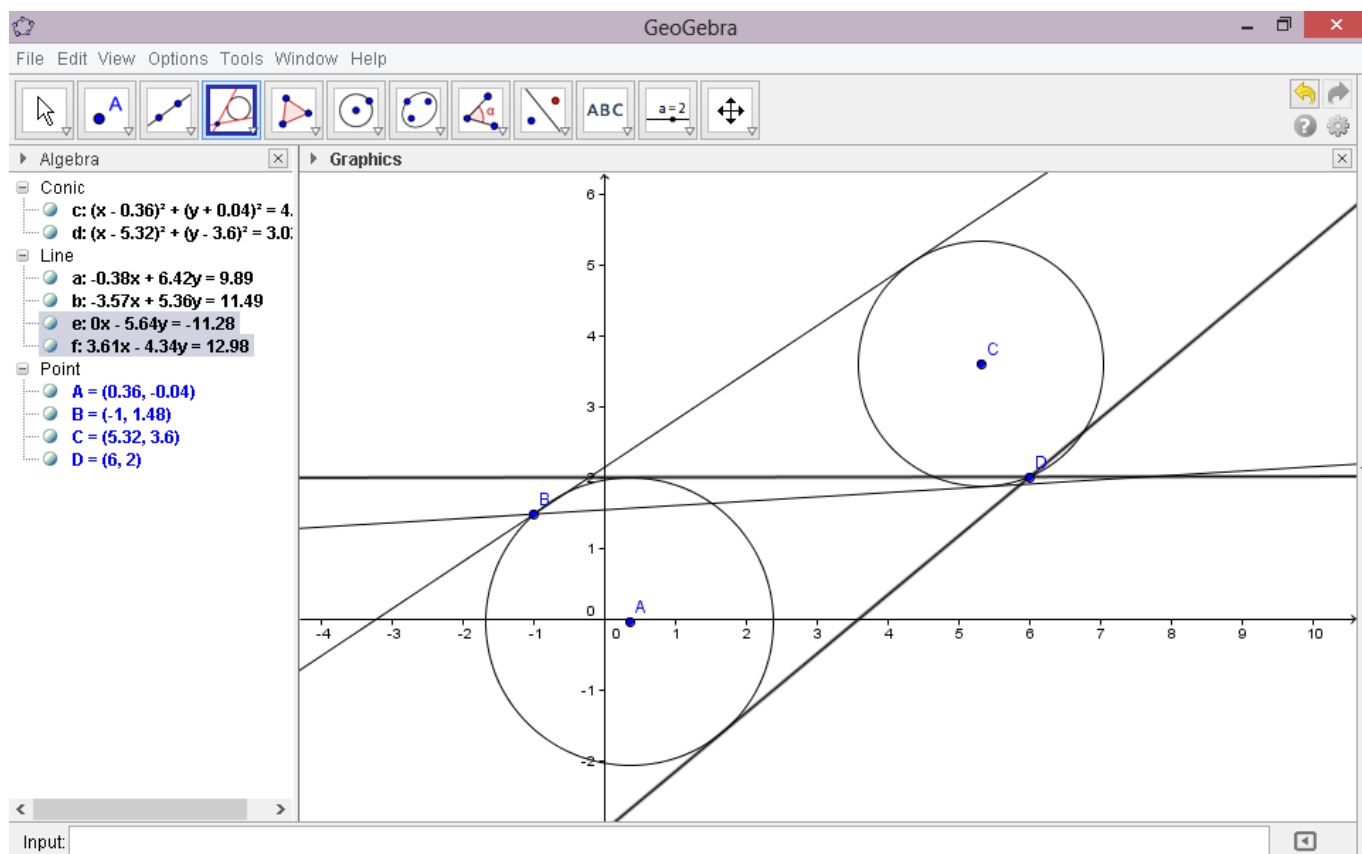 GeoGebra
File Edit View Options Tools Window Help
A
α
ABC
a=2
Algebra
Graphics
Conic
c: (x - 0.36)² + (y + 0.04)² = 4.
d: (x - 5.32)² + (y - 3.6)² = 3.0
Line
a: -0.38x + 6.42y = 9.89
b: -3.57x + 5.36y = 11.49
e: 0x - 5.64y = -11.28
f: 3.61x - 4.34y = 12.98
Point
A = (0.36, -0.04)
B = (-1, 1.48)
C = (5.32, 3.6)
D = (6, 2)
6
5
4
3
2
1
0
-1
-2
-4 -3 -2 -1 0 1 2 3 4 5 6 7 8 9 10
C
D
B
A
Input: